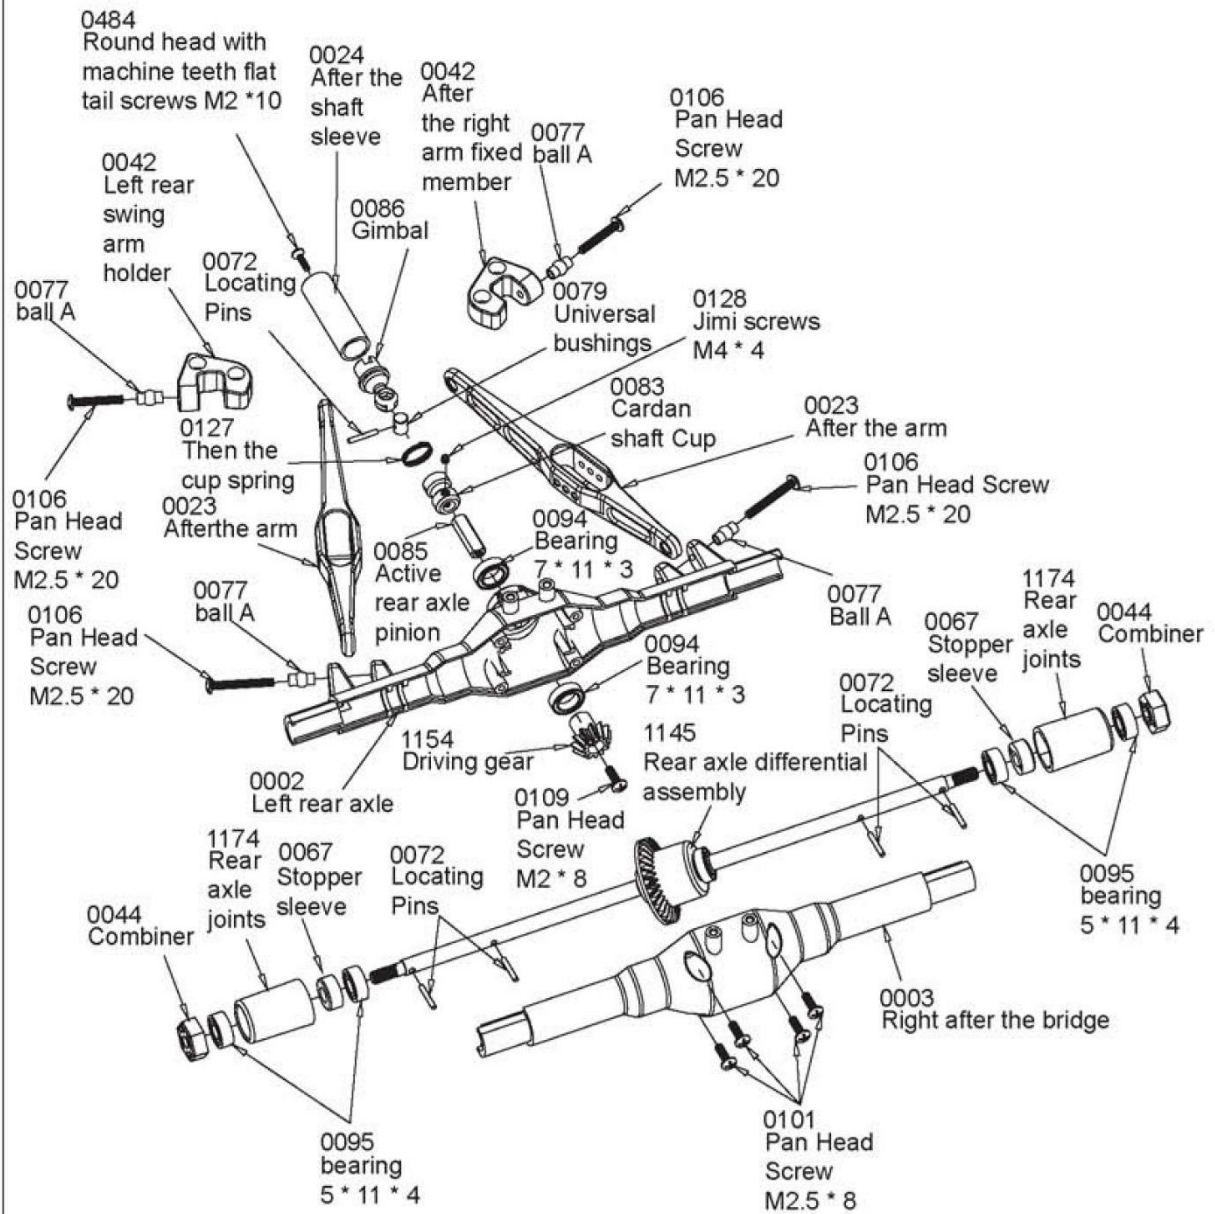 0484
Round head with
machine teeth flat
tail screws M2 *10
0024
After the
shaft
sleeve
0042
After
the right
arm fixed
member
0077
ball A
0106
Pan Head
Screw
M2.5 * 20
0042
Left rear
swing
arm
holder
0086
Gimbal
0072
Locating
Pins
0077
ball A
0079
Universal
bushings
0128
Jimi screws
M4 * 4
0083
Cardan
shaft Cup
0023
After the arm
0106
Pan Head Screw
M2.5 * 20
0127
Then the
cup spring
0106
Pan Head
Screw
M2.5 * 20
0023
Afterthe arm
0085
Active
rear axle
pinion
0094
Bearing
7 * 11 * 3
0077
ball A
0106
Pan Head
Screw
M2.5 * 20
0077
Ball A
0094
Bearing
7 * 11 * 3
0067
Stopper
sleeve
1174
Rear
axle
joints
0044
Combiner
0072
Locating
Pins
1154
Driving gear
1145
Rear axle differential
assembly
0002
Left rear axle
0109
Pan Head
Screw
M2 * 8
1174
Rear
axle
joints
0067
Stopper
sleeve
0072
Locating
Pins
0044
Combiner
0095
bearing
5 * 11 * 4
0003
Right after the bridge
0095
bearing
5 * 11 * 4
0101
Pan Head
Screw
M2.5 * 8